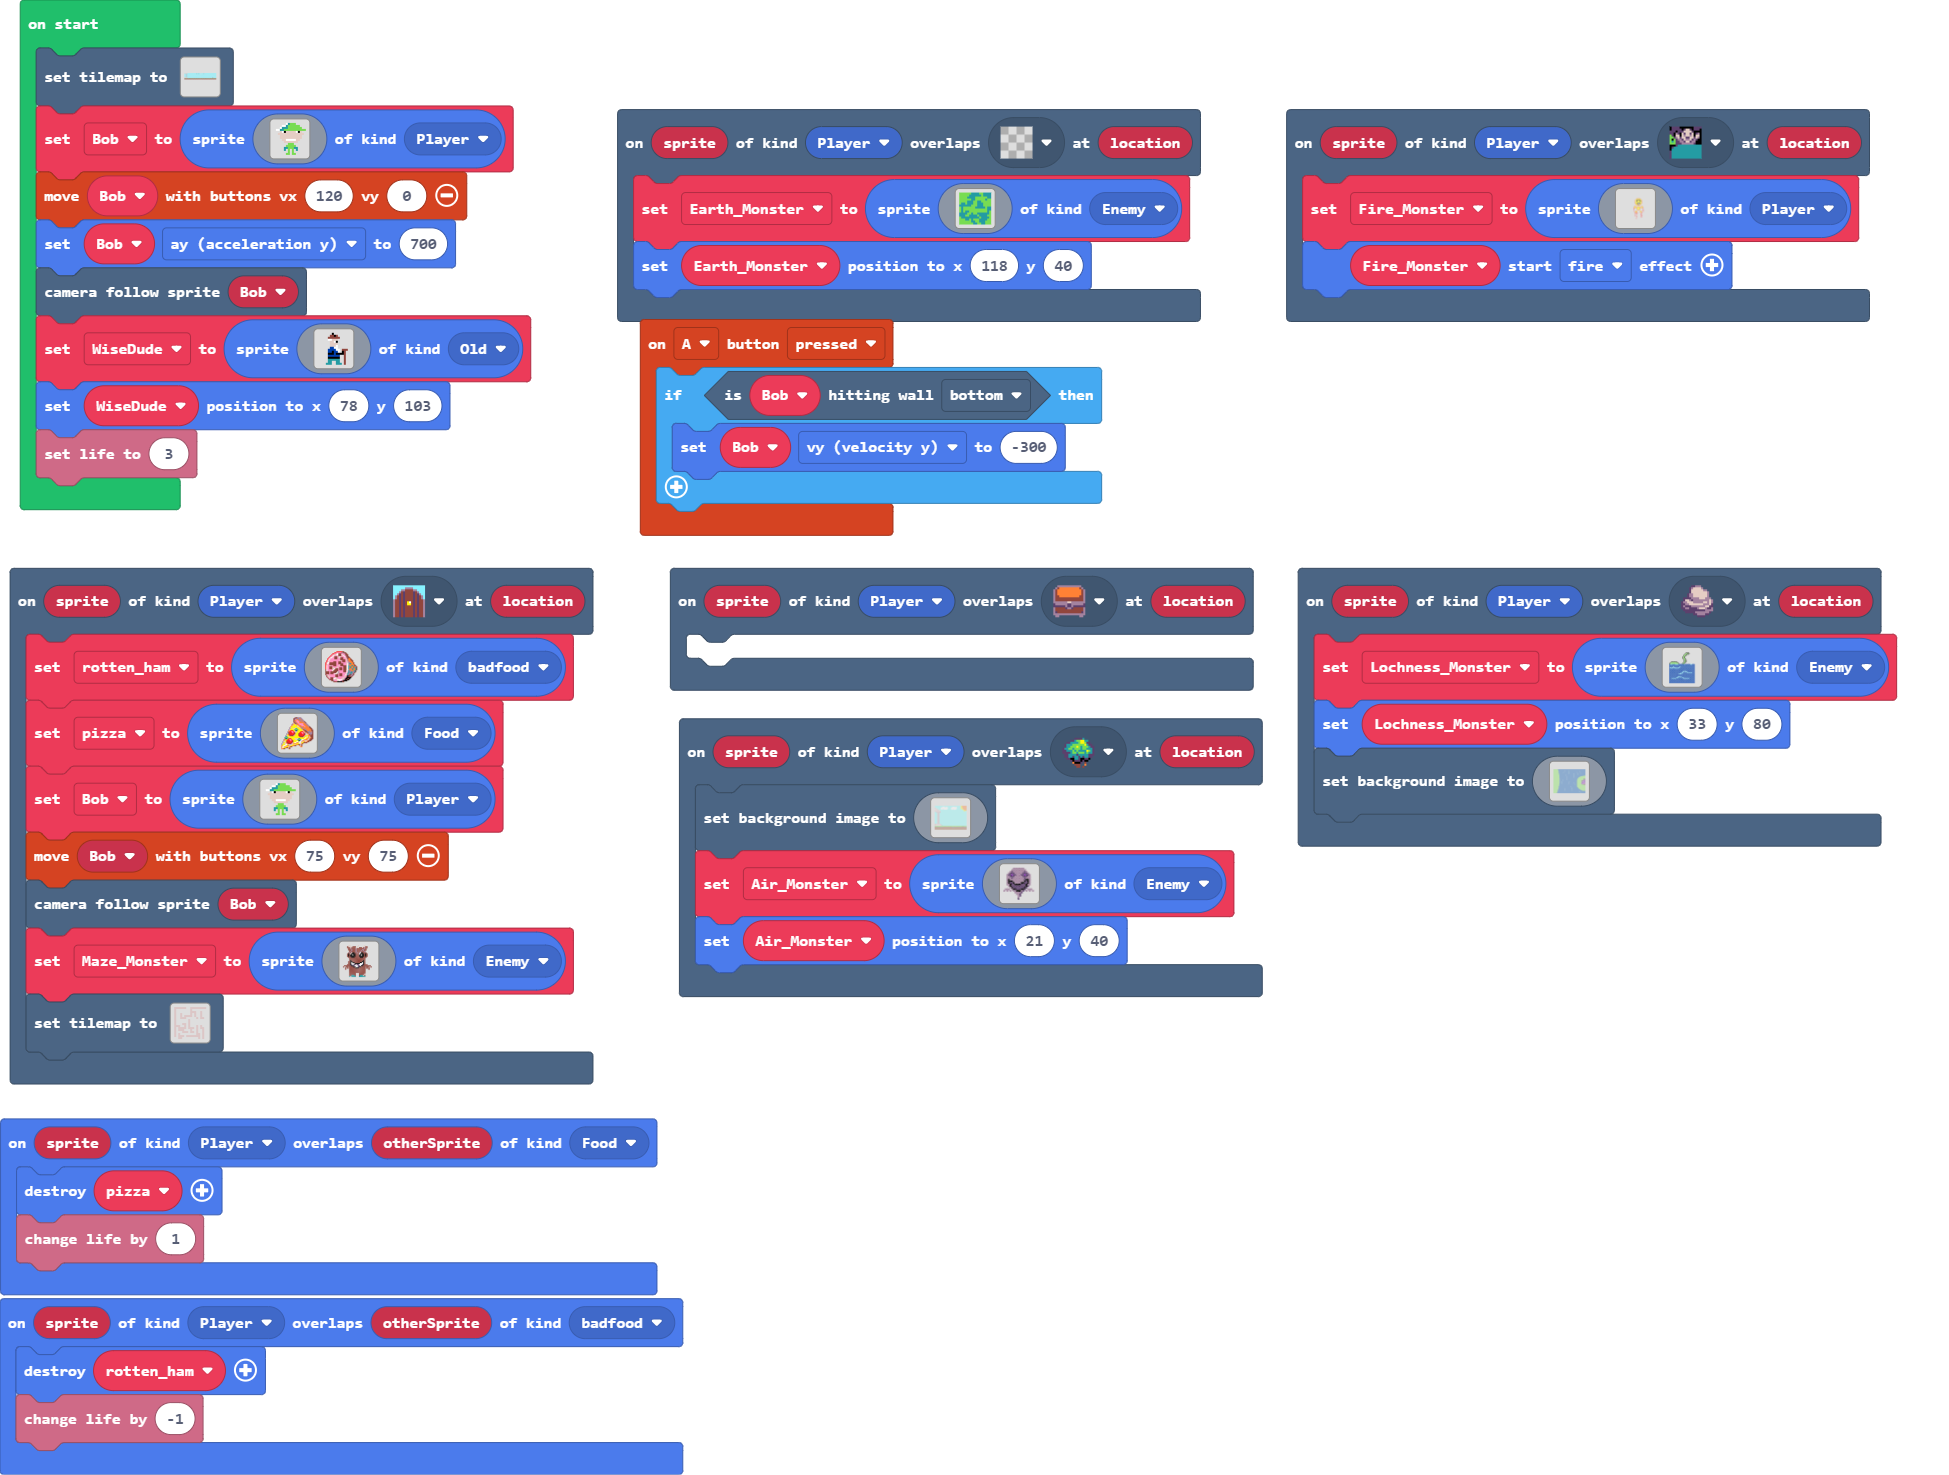 on start
set tilemap to
set Bob to sprite of kind Player
move Bob with buttons vx 120 vy 0
set Bob ay (acceleration y) to 700
camera follow sprite Bob
set WiseDude to sprite of kind Old
set WiseDude position to x 78 y 103
set life to 3
on sprite of kind Player overlaps at location
set Earth_Monster to sprite of kind Enemy
set Earth_Monster position to x 118 y 40
on A button pressed
if is Bob hitting wall bottom then
set Bob vy (velocity y) to -300
on sprite of kind Player overlaps at location
set Fire_Monster to sprite of kind Player
Fire_Monster start fire effect
on sprite of kind Player overlaps at location
set rotten_ham to sprite of kind badfood
set pizza to sprite of kind Food
set Bob to sprite of kind Player
move Bob with buttons vx 75 vy 75
camera follow sprite Bob
set Maze_Monster to sprite of kind Enemy
set tilemap to
on sprite of kind Player overlaps at location
on sprite of kind Player overlaps at location
set background image to
set Air_Monster to sprite of kind Enemy
set Air_Monster position to x 21 y 40
on sprite of kind Player overlaps at location
set Lochness_Monster to sprite of kind Enemy
set Lochness_Monster position to x 33 y 80
set background image to
on sprite of kind Player overlaps otherSprite of kind Food
destroy pizza
change life by 1
on sprite of kind Player overlaps otherSprite of kind badfood
destroy rotten_ham
change life by -1